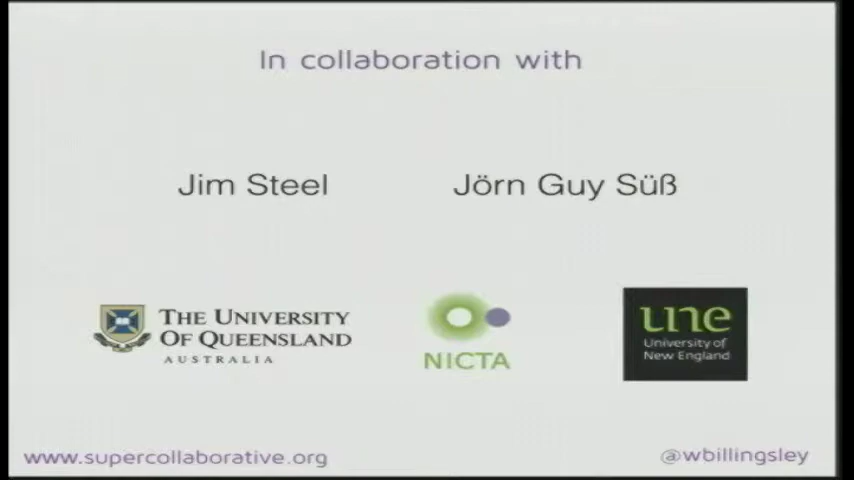 In collaboration with
Jim Steel
Jörn Guy Süß
THE UNIVERSITY
OF QUEENSLAND
AUSTRALIA
NICTA
une
University of
New England
www.supercollaborative.org
@wbillingsley